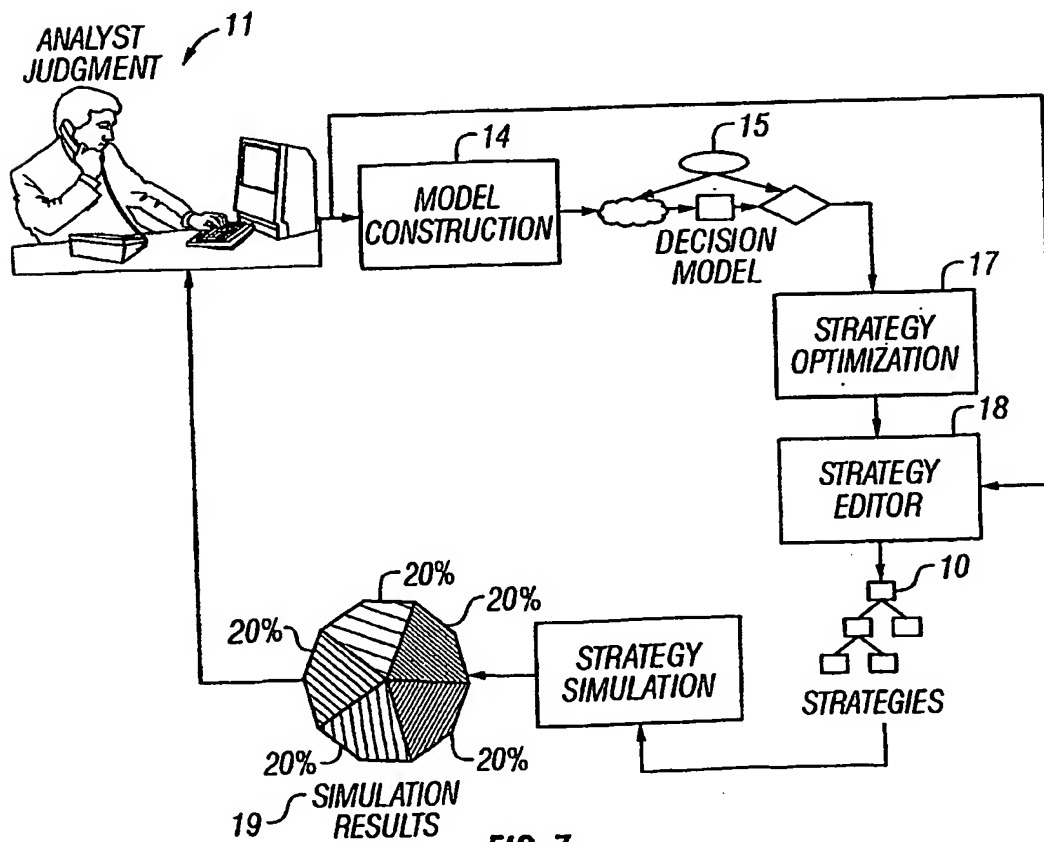 ANALYST
JUDGMENT
11
14
MODEL
CONSTRUCTION
15
DECISION
MODEL
17
STRATEGY
OPTIMIZATION
18
STRATEGY
EDITOR
10
STRATEGIES
STRATEGY
SIMULATION
20%
20%
20%
20%
20%
19
SIMULATION
RESULTS